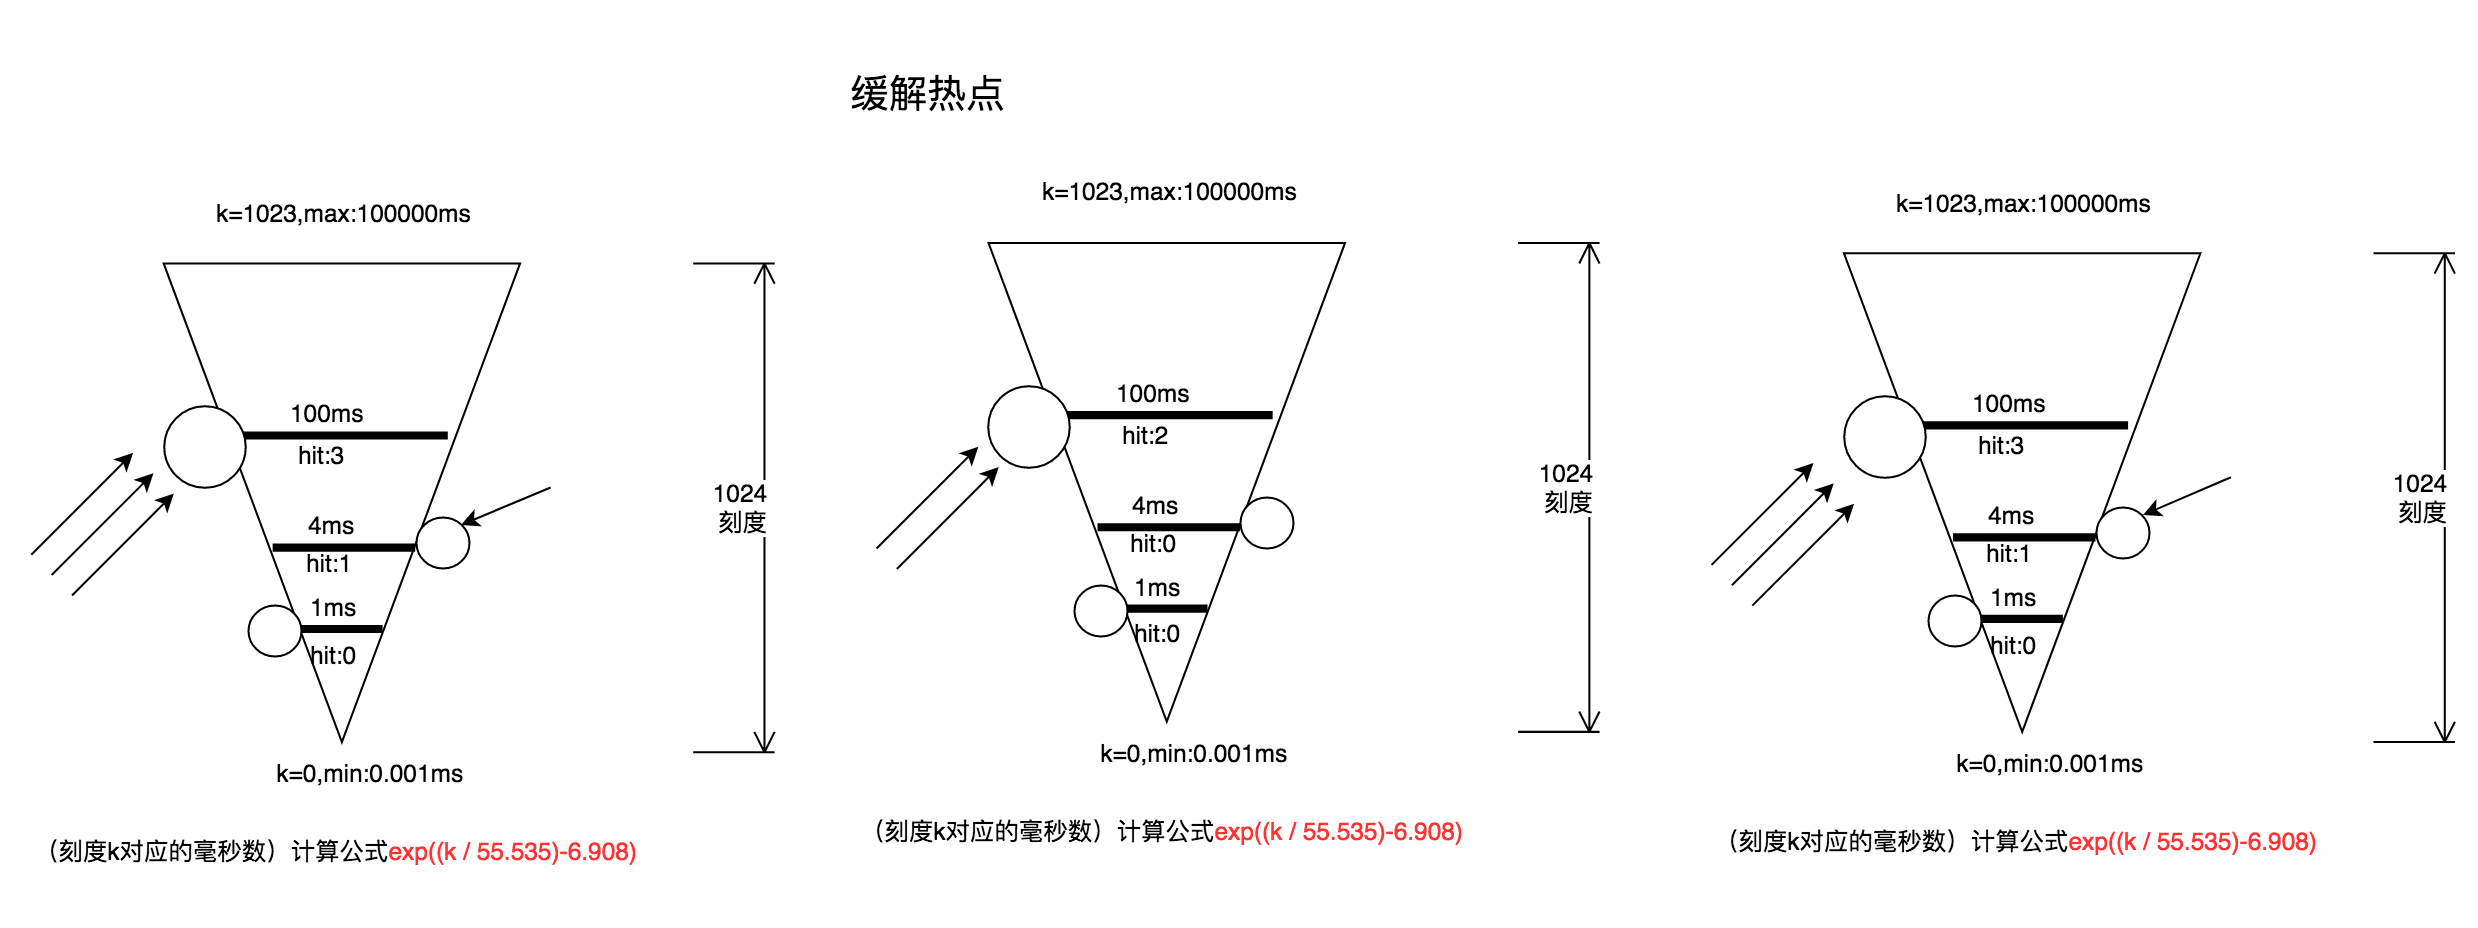 缓解热点
k=1023,max:100000ms
100ms
hit:3
4ms
hit:1
1ms
hit:0
1024
刻度
k=0,min:0.001ms
（刻度k对应的毫秒数）计算公式exp((k / 55.535)-6.908)
k=1023,max:100000ms
100ms
hit:2
4ms
hit:0
1ms
hit:0
1024
刻度
k=0,min:0.001ms
（刻度k对应的毫秒数）计算公式exp((k / 55.535)-6.908)
k=1023,max:100000ms
100ms
hit:3
4ms
hit:1
1ms
hit:0
1024
刻度
k=0,min:0.001ms
（刻度k对应的毫秒数）计算公式exp((k / 55.535)-6.908)